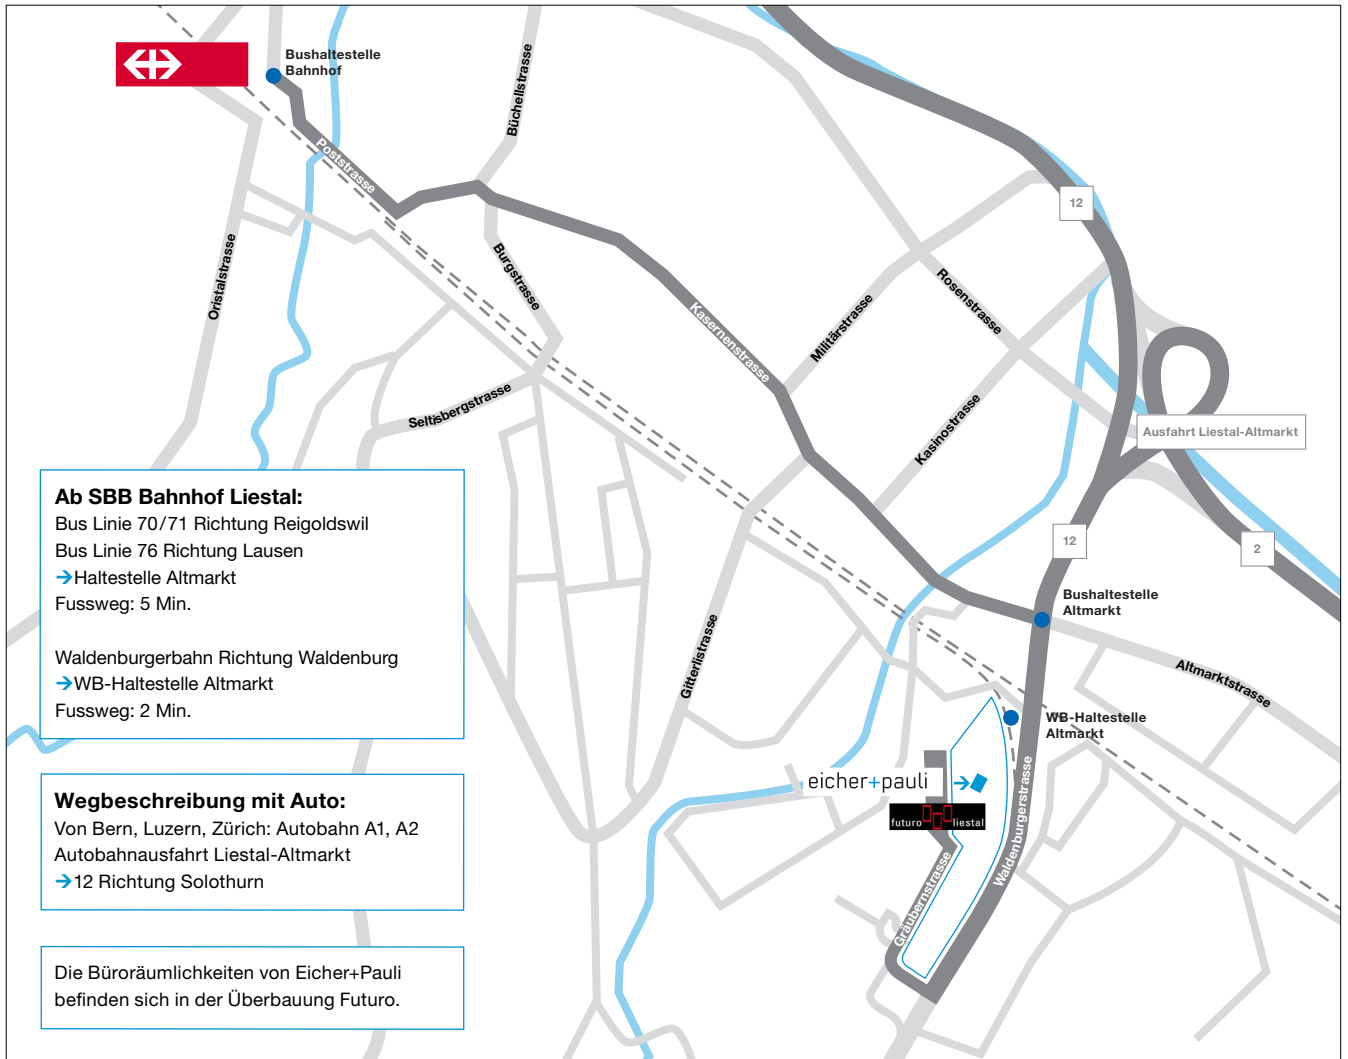 Bushaltestelle
Bahnhof
Büchelistrasse
Poststrasse
12
Oristalstrasse
Burgstrasse
Rosenstrasse
Militärstrasse
Kasernenstrasse
Seltisbergstrasse
Kasinostrasse
Ausfahrt Liestal-Altmarkt
12
2
Ab SBB Bahnhof Liestal:
Bus Linie 70/71 Richtung Reigoldswil
Bus Linie 76 Richtung Lausen
➔Haltestelle Altmarkt
Fussweg: 5 Min.
Waldenburgerbahn Richtung Waldenburg
➔WB-Haltestelle Altmarkt
Fussweg: 2 Min.
Bushaltestelle
Altmarkt
Gitterlistrasse
Altmarktstrasse
WB-Haltestelle
Altmarkt
eicher+pauli
futuro liestal
Waldenburgerstrasse
Gräubernstrasse
Wegbeschreibung mit Auto:
Von Bern, Luzern, Zürich: Autobahn A1, A2
Autobahnausfahrt Liestal-Altmarkt
➔12 Richtung Solothurn
Die Büroräumlichkeiten von Eicher+Pauli
befinden sich in der Überbauung Futuro.